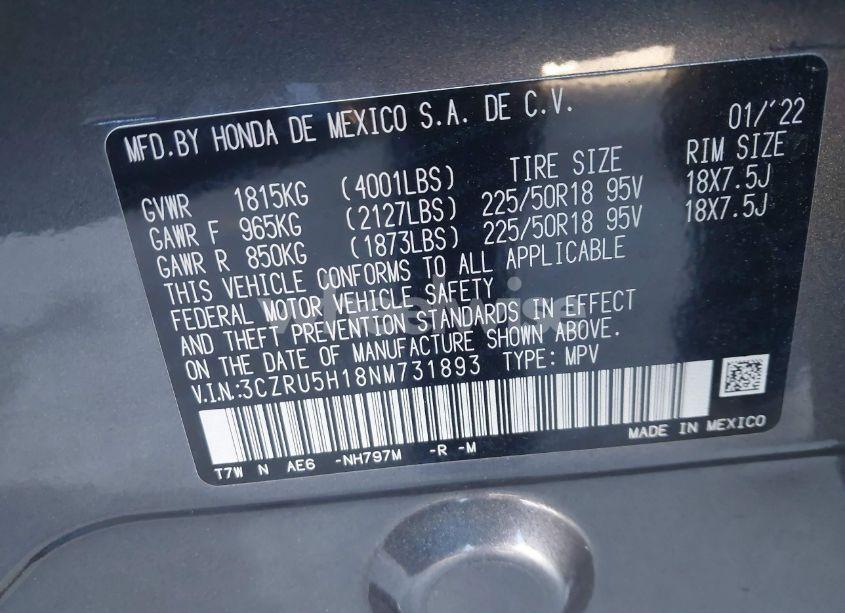 MFD.BY HONDA DE MEXICO S.A. DE C.V. 01/'22
TIRE SIZE RIM SIZE
GVWR 1815KG (4001LBS)
GAWR F 965KG (2127LBS) 225/50R18 95V 18X7.5J
GAWR R 850KG (1873LBS) 225/50R18 95V 18X7.5J
THIS VEHICLE CONFORMS TO ALL APPLICABLE
FEDERAL MOTOR VEHICLE SAFETY
AND THEFT PREVENTION STANDARDS IN EFFECT
ON THE DATE OF MANUFACTURE SHOWN ABOVE.
V.I.N.:3CZRU5H18NM731893 TYPE: MPV
T7W N AE6 -NH797M -R -M MADE IN MEXICO